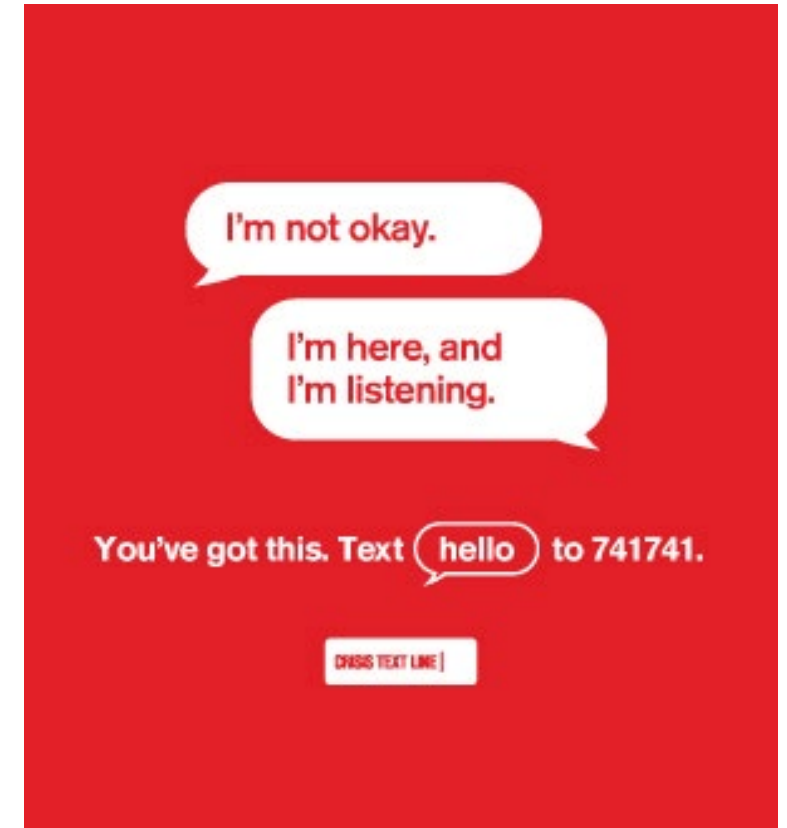 I'm not okay.
I'm here, and
I'm listening.
You've got this. Text hello to 741741.
CRISIS TEXT LINE|